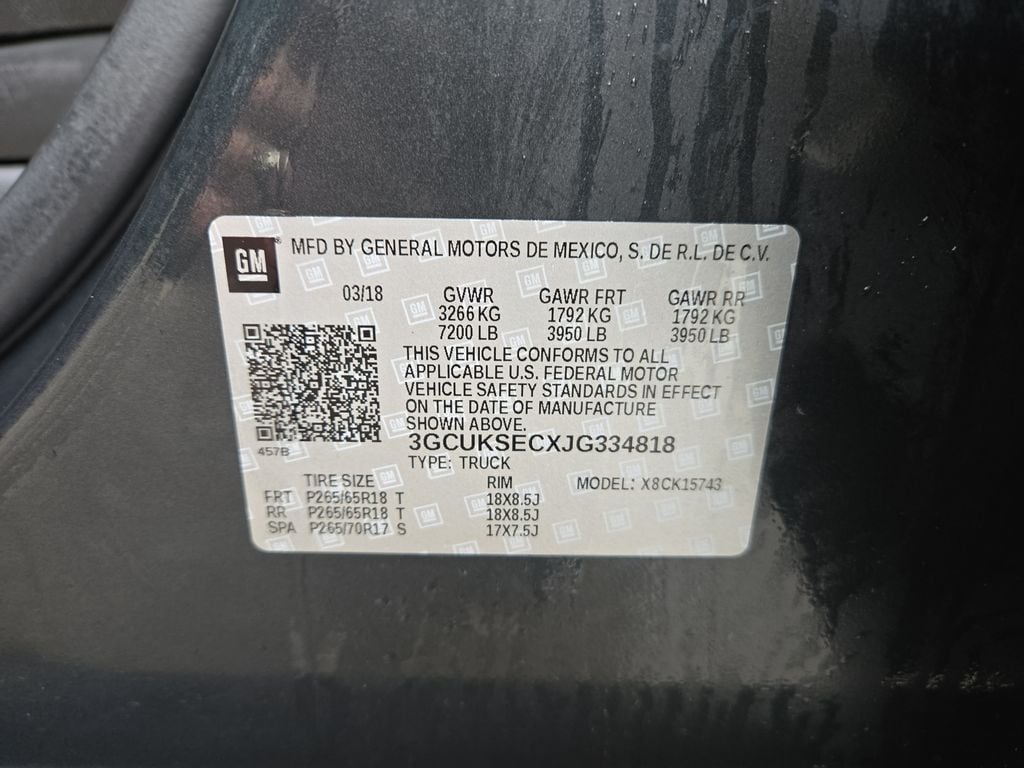 GM MFD BY GENERAL MOTORS DE MEXICO, S. DE R.L. DE C.V.
03/18 GVWR GAWR FRT GAWR RR
3266 KG 1792 KG 1792 KG
7200 LB 3950 LB 3950 LB
THIS VEHICLE CONFORMS TO ALL
APPLICABLE U.S. FEDERAL MOTOR
VEHICLE SAFETY STANDARDS IN EFFECT
ON THE DATE OF MANUFACTURE
SHOWN ABOVE.
3GCUKSECXJG334818
457B
TYPE: TRUCK
TIRE SIZE RIM MODEL: X8CK15743
FRT P265/65R18 T 18X8.5J
RR P265/65R18 T 18X8.5J
SPA P265/70R17 S 17X7.5J